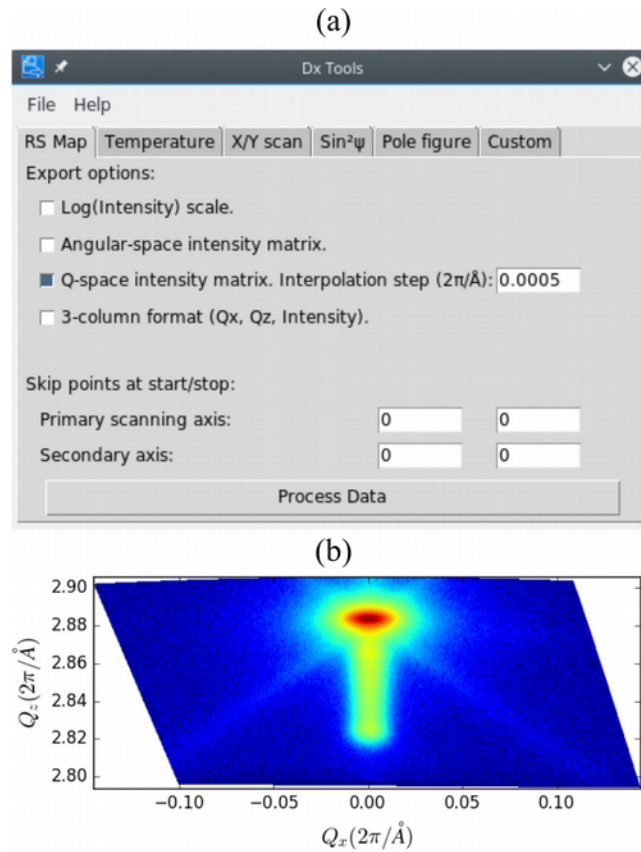 (a)
Dx Tools
File Help
RS Map Temperature X/Y scan Sin²ψ Pole figure Custom
Export options:
Log(Intensity) scale.
Angular-space intensity matrix.
Q-space intensity matrix. Interpolation step (2π/Å): 0.0005
3-column format (Qx, Qz, Intensity).
Skip points at start/stop:
Primary scanning axis: 0 0
Secondary axis: 0 0
Process Data
(b)
2.90
2.88
2.86
2.84
2.82
2.80
Q_z(2π/Å)
−0.10 −0.05 0.00 0.05 0.10
Q_x(2π/Å)